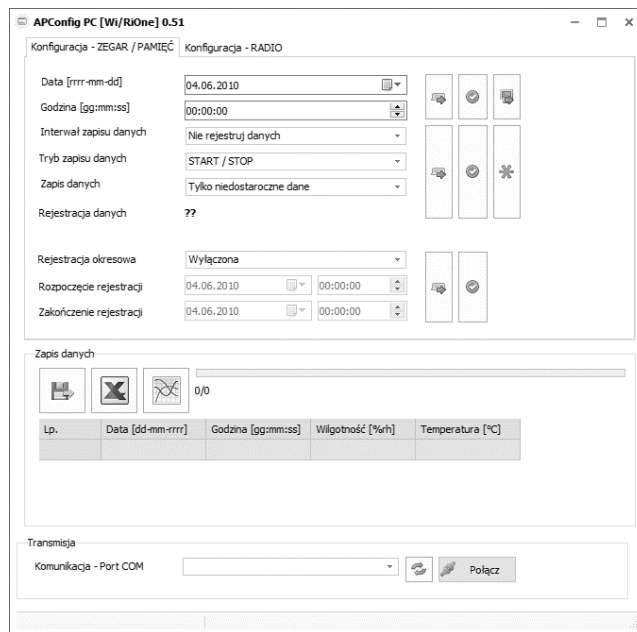 APConfig PC [Wi/RiOne] 0.51
Konfiguracja - ZEGAR / PAMIĘĆ Konfiguracja - RADIO
Data [rrrr-mm-dd] 04.06.2010
Godzina [gg:mm:ss] 00:00:00
Interwał zapisu danych Nie rejestruj danych
Tryb zapisu danych START / STOP
Zapis danych Tylko niedostaroczne dane
Rejestracja danych ??
Rejestracja okresowa Wyłączona
Rozpoczęcie rejestracji 04.06.2010 00:00:00
Zakończenie rejestracji 04.06.2010 00:00:00
Zapis danych
0/0
Lp. Data [dd-mm-rrrr] Godzina [gg:mm:ss] Wilgotność [%rh] Temperatura [°C]
Transmisja
Komunikacja - Port COM Połącz